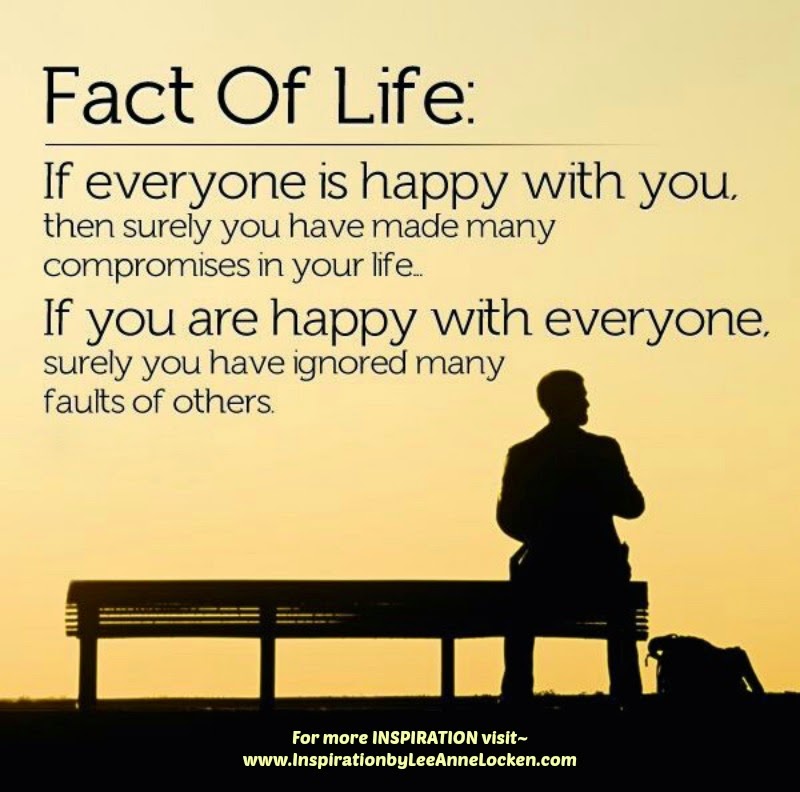 Fact Of Life:
If everyone is happy with you,
then surely you have made many
compromises in your life...
If you are happy with everyone,
surely you have ignored many
faults of others.
For more INSPIRATION visit~
www.InspirationbyLeeAnneLocken.com